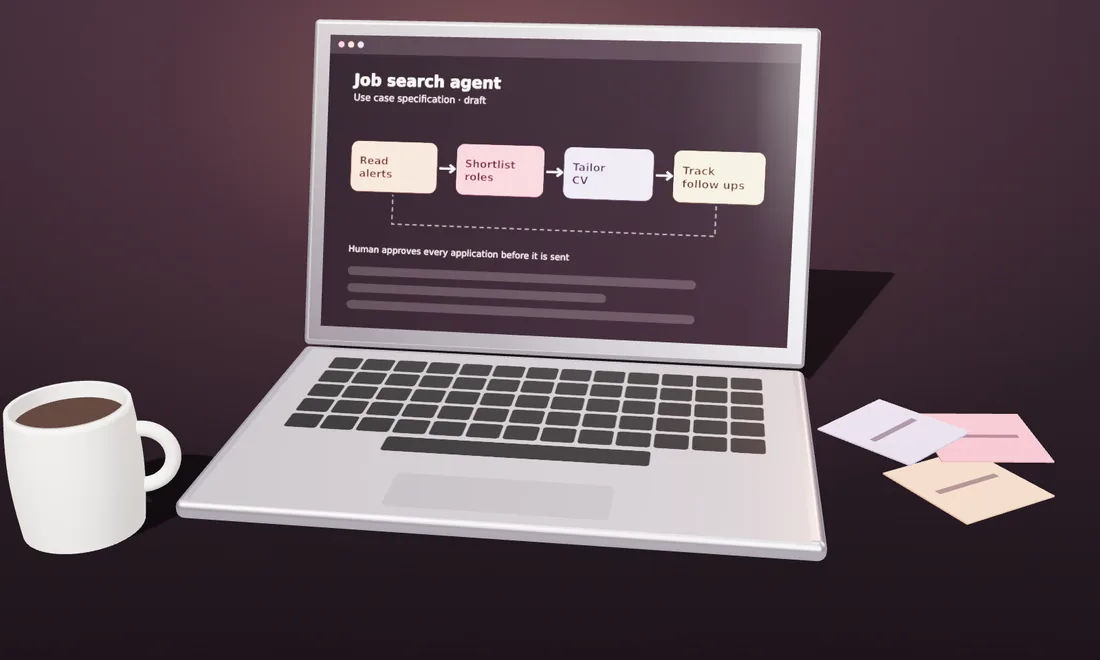 Job search agent
Use case specification · draft
Read
alerts
Shortlist
roles
Tailor
CV
Track
follow ups
Human approves every application before it is sent